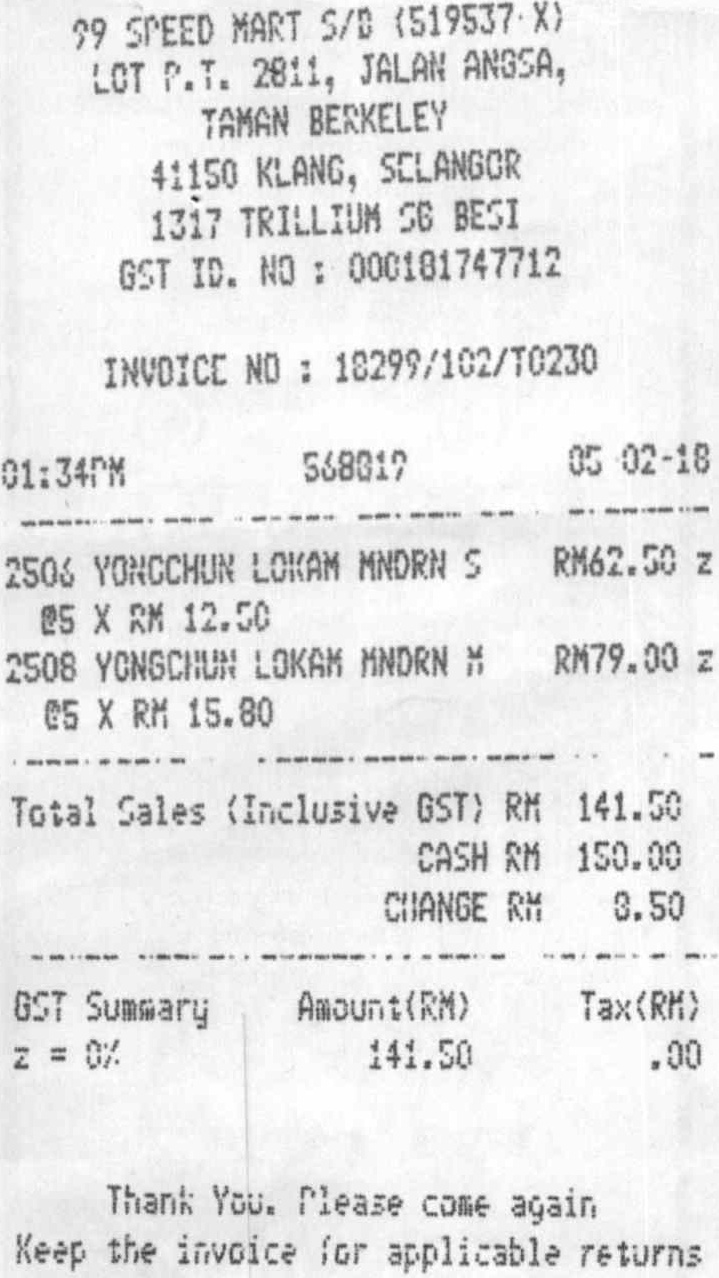 99 SPEED MART S/B (519537-X)
LOT P.T. 2811, JALAN ANGSA,
TAMAN BERKELEY
41150 KLANG, SELANGOR
1317 TRILLIUM SG BESI
GST ID. NO : 000181747712
INVOICE NO : 18299/102/T0230
01:34PM 568019 05-02-18
2506 YONGCHUN LOKAM MNDRN S RM62.50 z
@5 X RM 12.50
2508 YONGCHUN LOKAM MNDRN M RM79.00 z
@5 X RM 15.80
Total Sales (Inclusive GST) RM 141.50
CASH RM 150.00
CHANGE RM 8.50
GST Summary Amount(RM) Tax(RM)
z = 0% 141.50 .00
Thank You. Please come again
Keep the invoice for applicable returns